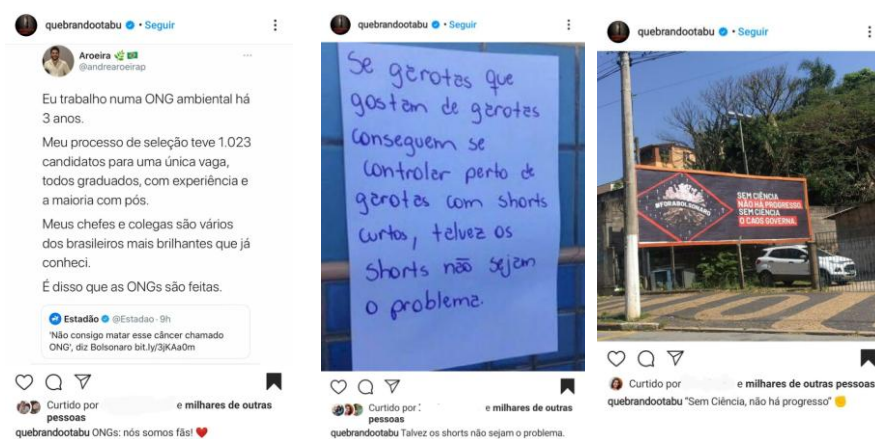 quebrandootabu • Seguir
Aroeira
@andrearoeirap
Eu trabalho numa ONG ambiental há
3 anos.
Meu processo de seleção teve 1.023
candidatos para uma única vaga,
todos graduados, com experiência e
a maioria com pós.
Meus chefes e colegas são vários
dos brasileiros mais brilhantes que já
conheci.
É disso que as ONGs são feitas.
Estadão @Estadao · 9h
'Não consigo matar esse câncer chamado
ONG', diz Bolsonaro bit.ly/3jKAa0m
Curtido por e milhares de outras
pessoas
quebrandootabu ONGs: nós somos fãs! ❤️
quebrandootabu • Seguir
Se garotas que
gostam de garotas
conseguem se
controlar perto de
garotas com shorts
curtos, telvez os
shorts não sejam
o problema.
Curtido por e milhares de outras
pessoas
quebrandootabu Talvez os shorts não sejam o problema.
quebrandootabu • Seguir
#FORABOLSONARO
SEM CIÊNCIA
NÃO HÁ PROGRESSO,
SEM CIÊNCIA
O CAOS GOVERNA.
Curtido por e milhares de outras pessoas
quebrandootabu "Sem Ciência, não há progresso" ✊